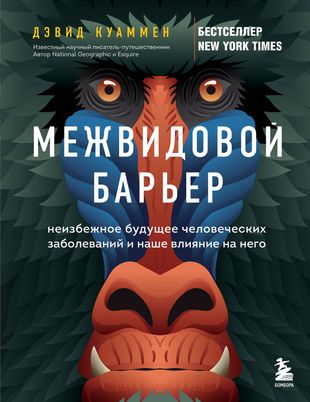 ДЭВИД КУАММЕН
Известный научный писатель-путешественник
Автор National Geographic и Esquire
БЕСТСЕЛЛЕР
NEW YORK TIMES
МЕЖВИДОВОЙ
БАРЬЕР
неизбежное будущее человеческих
заболеваний и наше влияние на него
БОМБОРА